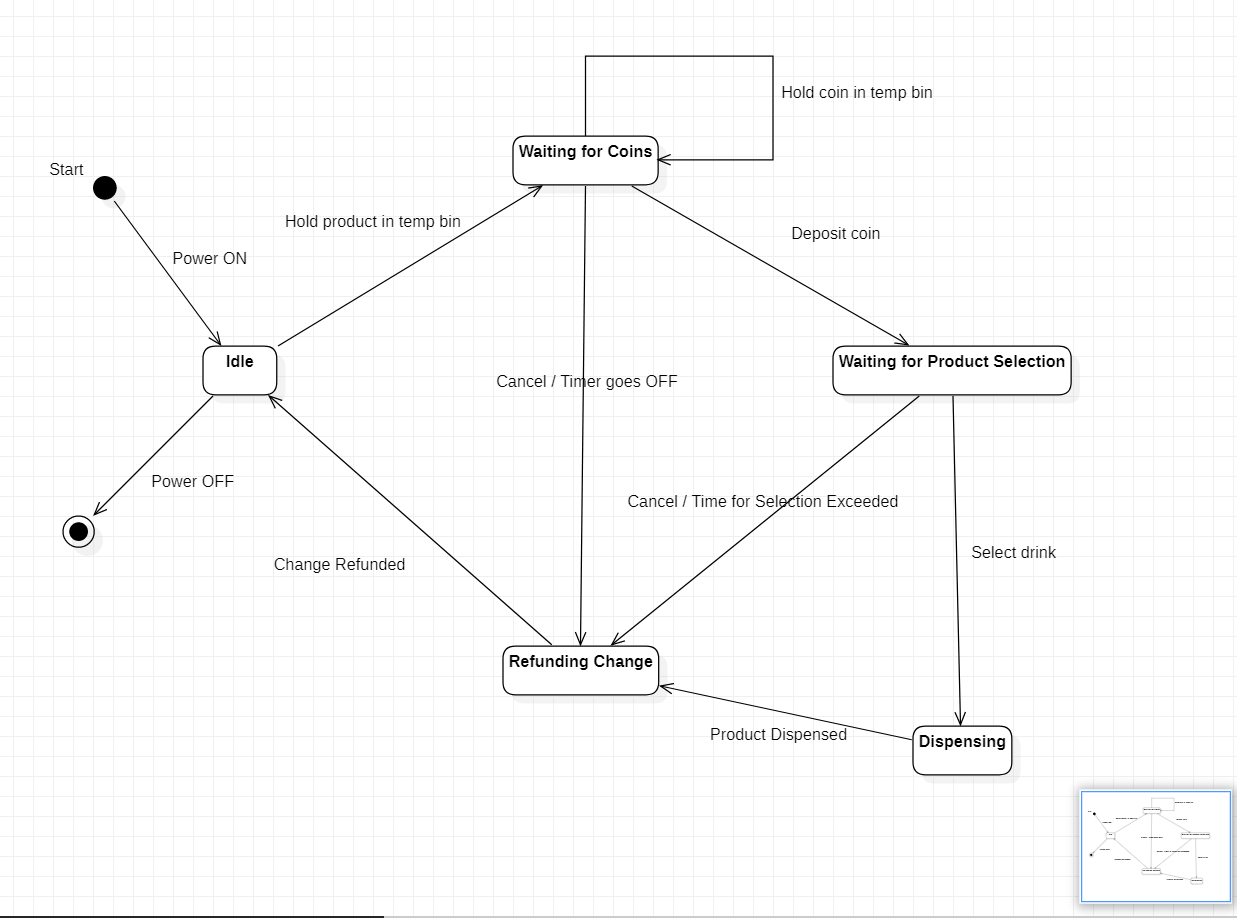 Hold coin in temp bin
Waiting for Coins
Start
Hold product in temp bin
Deposit coin
Power ON
Idle
Waiting for Product Selection
Cancel / Timer goes OFF
Power OFF
Cancel / Time for Selection Exceeded
Select drink
Change Refunded
Refunding Change
Product Dispensed
Dispensing